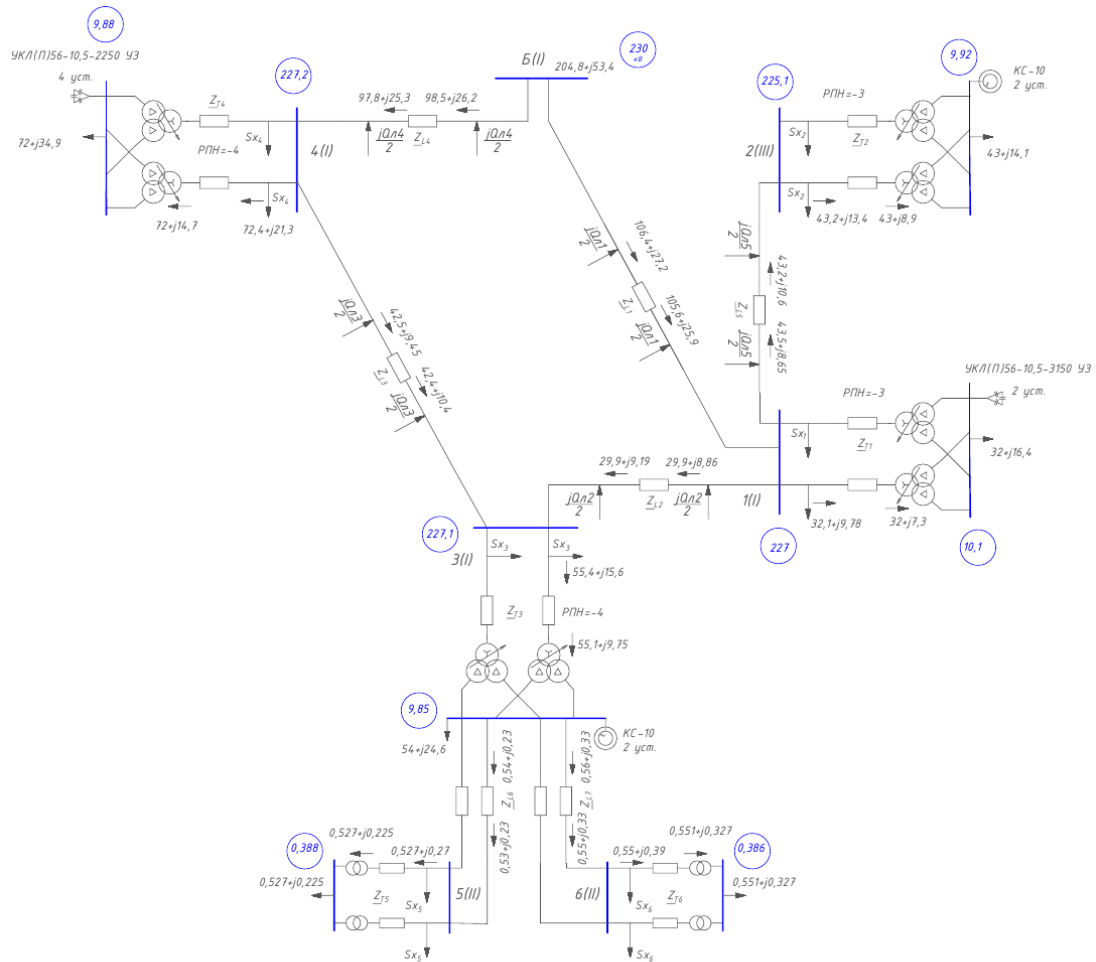 9,88
УКЛ(П)56-10,5-2250 У3
4 уст.
72+j34,9
Z_T4
РПН=-4
72+j14,7
72,4+j21,3
Sx₄
Sx₄
227,2
4(I)
97,8+j25,3
98,5+j26,2
jQл4
2
Z_L4
jQл4
2
Б(I)
204,8+j53,4
230
кВ
225,1
2(III)
РПН=-3
Sx₂
Z_T2
Sx₂
43,2+j13,4
43+j8,9
9,92
КС-10
2 уст.
43+j14,1
jQл5
2
43,2+j10,6
Z_L5
jQл5
2
43,5+j8,65
jQл1
2
106,4+j27,2
Z_L1
105,6+j25,9
jQл1
2
jQл3
2
42,5+j9,45
Z_L3
42,4+j10,4
jQл3
2
УКЛ(П)56-10,5-3150 У3
2 уст.
РПН=-3
Sx₁
Z_T1
32+j16,4
1(I)
32,1+j9,78
32+j7,3
227
10,1
29,9+j9,19
29,9+j8,86
jQл2
2
Z_L2
jQл2
2
227,1
3(I)
Sx₃
Sx₃
55,4+j15,6
Z_T3
РПН=-4
55,1+j9,75
9,85
КС-10
2 уст.
54+j24,6
0,54+j0,23
Z_L6
0,53+j0,23
0,56+j0,33
Z_L7
0,55+j0,33
0,388
0,527+j0,225
0,527+j0,27
0,527+j0,225
Z_T5
Sx₅
5(II)
Sx₅
0,55+j0,39
0,551+j0,327
0,386
6(II)
Sx₆
Z_T6
0,551+j0,327
Sx₆